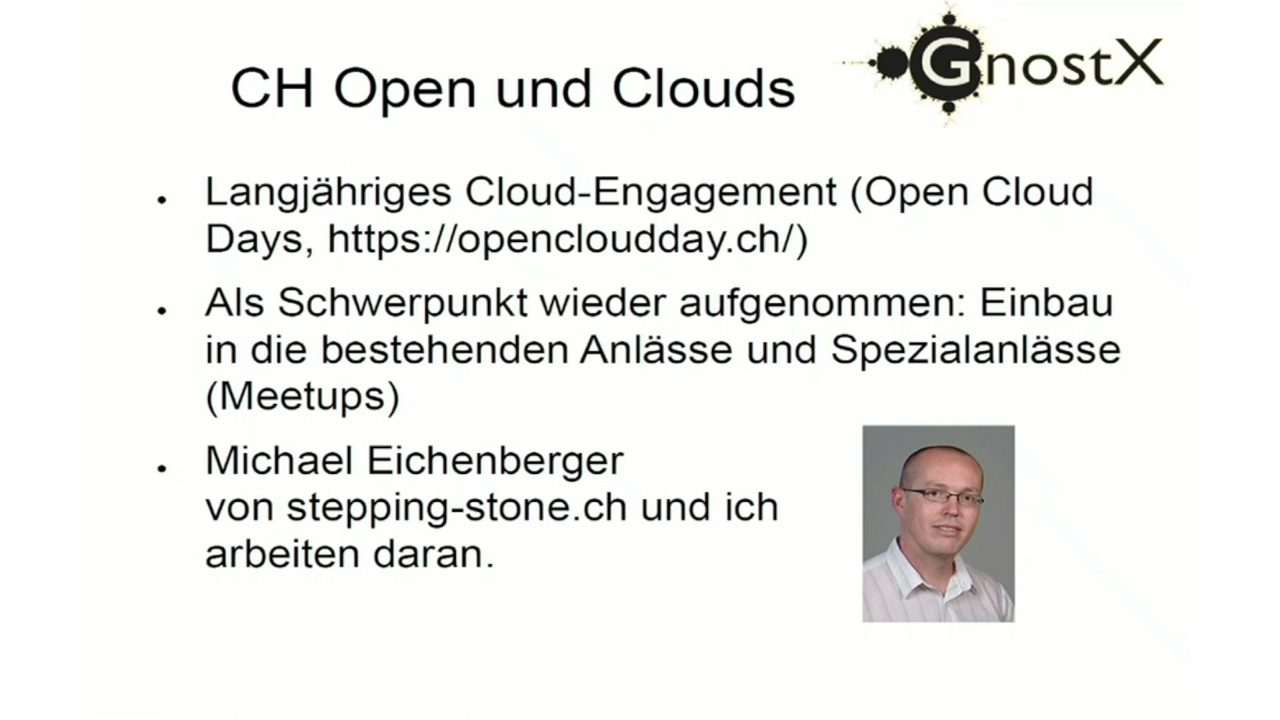 CH Open und Clouds
GnostX
Langjähriges Cloud-Engagement (Open Cloud
Days, https://opencloudday.ch/)
Als Schwerpunkt wieder aufgenommen: Einbau
in die bestehenden Anlässe und Spezialanlässe
(Meetups)
Michael Eichenberger
von stepping-stone.ch und ich
arbeiten daran.